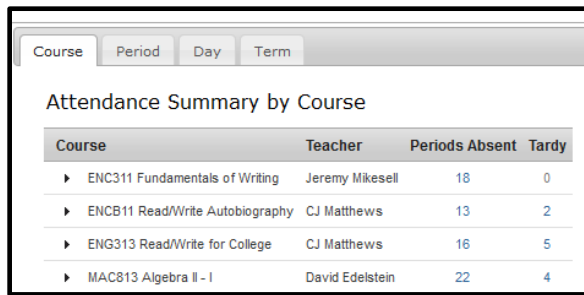 Course Period Day Term
Attendance Summary by Course
Course Teacher Periods Absent Tardy
ENC311 Fundamentals of Writing Jeremy Mikesell 18 0
ENCB11 Read/Write Autobiography CJ Matthews 13 2
ENG313 Read/Write for College CJ Matthews 16 5
MAC813 Algebra II - I David Edelstein 22 4